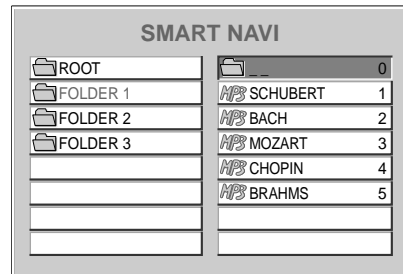 SMART NAVI
ROOT
FOLDER 1
FOLDER 2
FOLDER 3
_ _ 0
MP3 SCHUBERT 1
MP3 BACH 2
MP3 MOZART 3
MP3 CHOPIN 4
MP3 BRAHMS 5